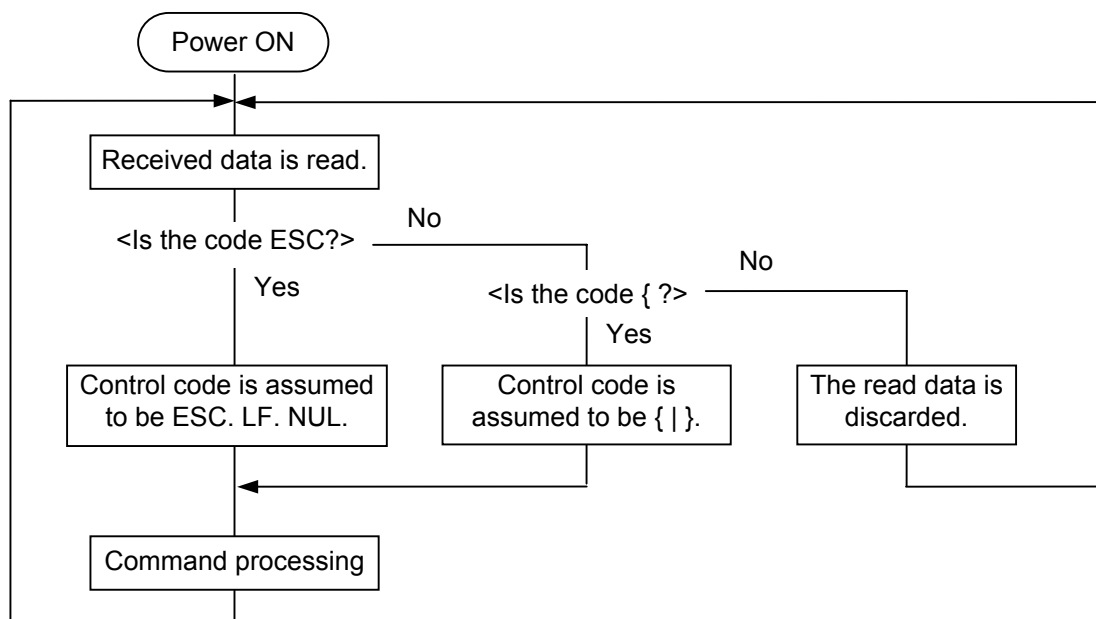 Power ON
Received data is read.
<Is the code ESC?>
No
Yes
<Is the code { ?>
No
Yes
Control code is assumed
to be ESC. LF. NUL.
Control code is
assumed to be { | }.
The read data is
discarded.
Command processing